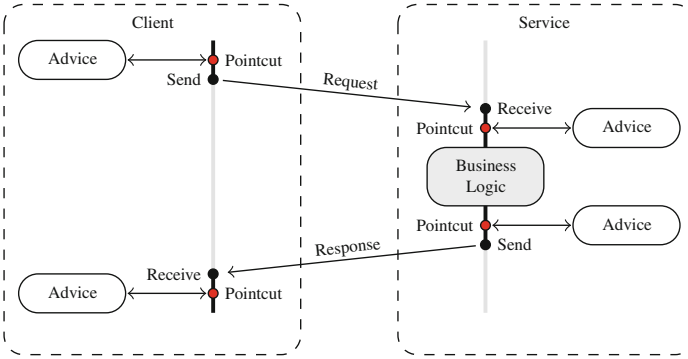 Client
Advice
Pointcut
Send
Request
Advice
Receive
Pointcut
Response
Service
Receive
Pointcut
Advice
Business
Logic
Pointcut
Advice
Send